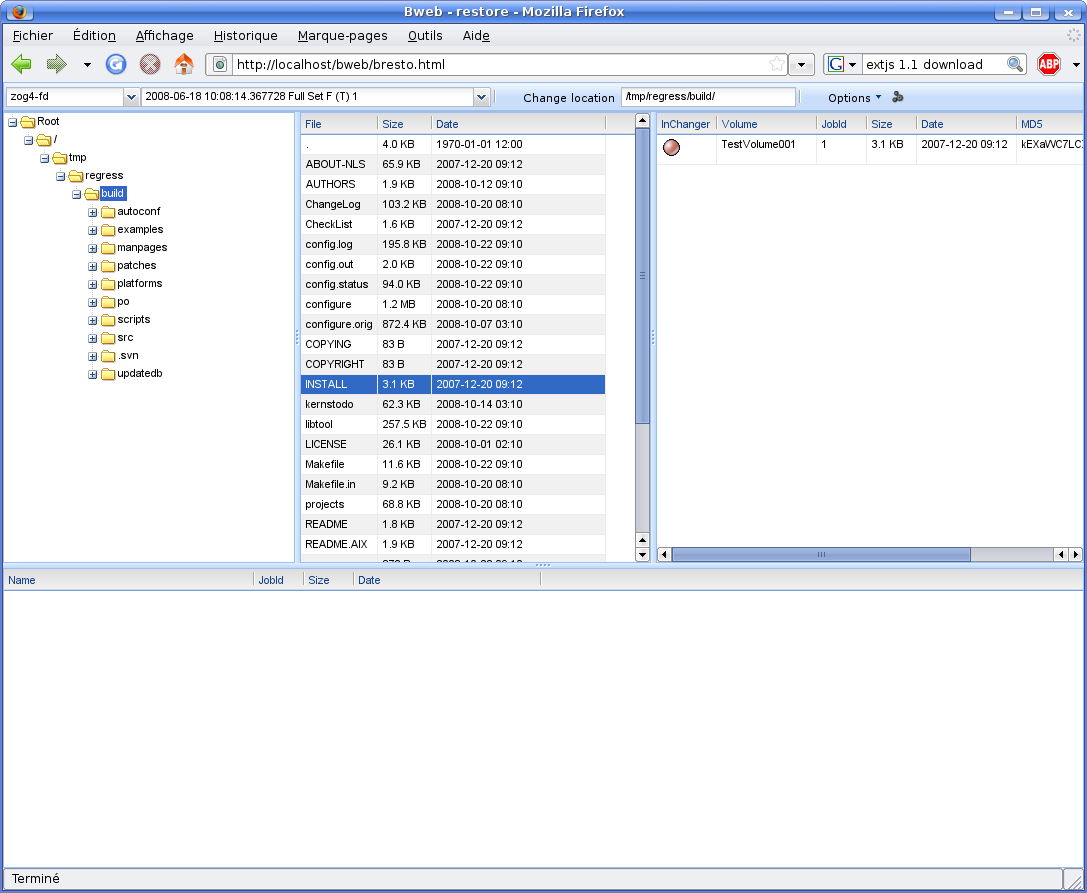 Bweb - restore - Mozilla Firefox
Fichier Édition Affichage Historique Marque-pages Outils Aide
http://localhost/bweb/bresto.html extjs 1.1 download ABP
zog4-fd 2008-06-18 10:08:14.367728 Full Set F (T) 1 Change location /tmp/regress/build/ Options
Root
/
tmp
regress
build
autoconf
examples
manpages
patches
platforms
po
scripts
src
.svn
updatedb
File Size Date
. 4.0 KB 1970-01-01 12:00
ABOUT-NLS 65.9 KB 2007-12-20 09:12
AUTHORS 1.9 KB 2008-10-12 09:10
ChangeLog 103.2 KB 2008-10-20 08:10
CheckList 1.6 KB 2007-12-20 09:12
config.log 195.8 KB 2008-10-22 09:10
config.out 2.0 KB 2008-10-22 09:10
config.status 94.0 KB 2008-10-22 09:10
configure 1.2 MB 2008-10-20 08:10
configure.orig 872.4 KB 2008-10-07 03:10
COPYING 83 B 2007-12-20 09:12
COPYRIGHT 83 B 2007-12-20 09:12
INSTALL 3.1 KB 2007-12-20 09:12
kernstodo 62.3 KB 2008-10-14 03:10
libtool 257.5 KB 2008-10-22 09:10
LICENSE 26.1 KB 2008-10-01 02:10
Makefile 11.6 KB 2008-10-22 09:10
Makefile.in 9.2 KB 2008-10-20 08:10
projects 68.8 KB 2008-10-20 08:10
README 1.8 KB 2007-12-20 09:12
README.AIX 1.9 KB 2007-12-20 09:12
InChanger Volume JobId Size Date MD5
TestVolume001 1 3.1 KB 2007-12-20 09:12 kEXaWC7LC
Name JobId Size Date
Terminé